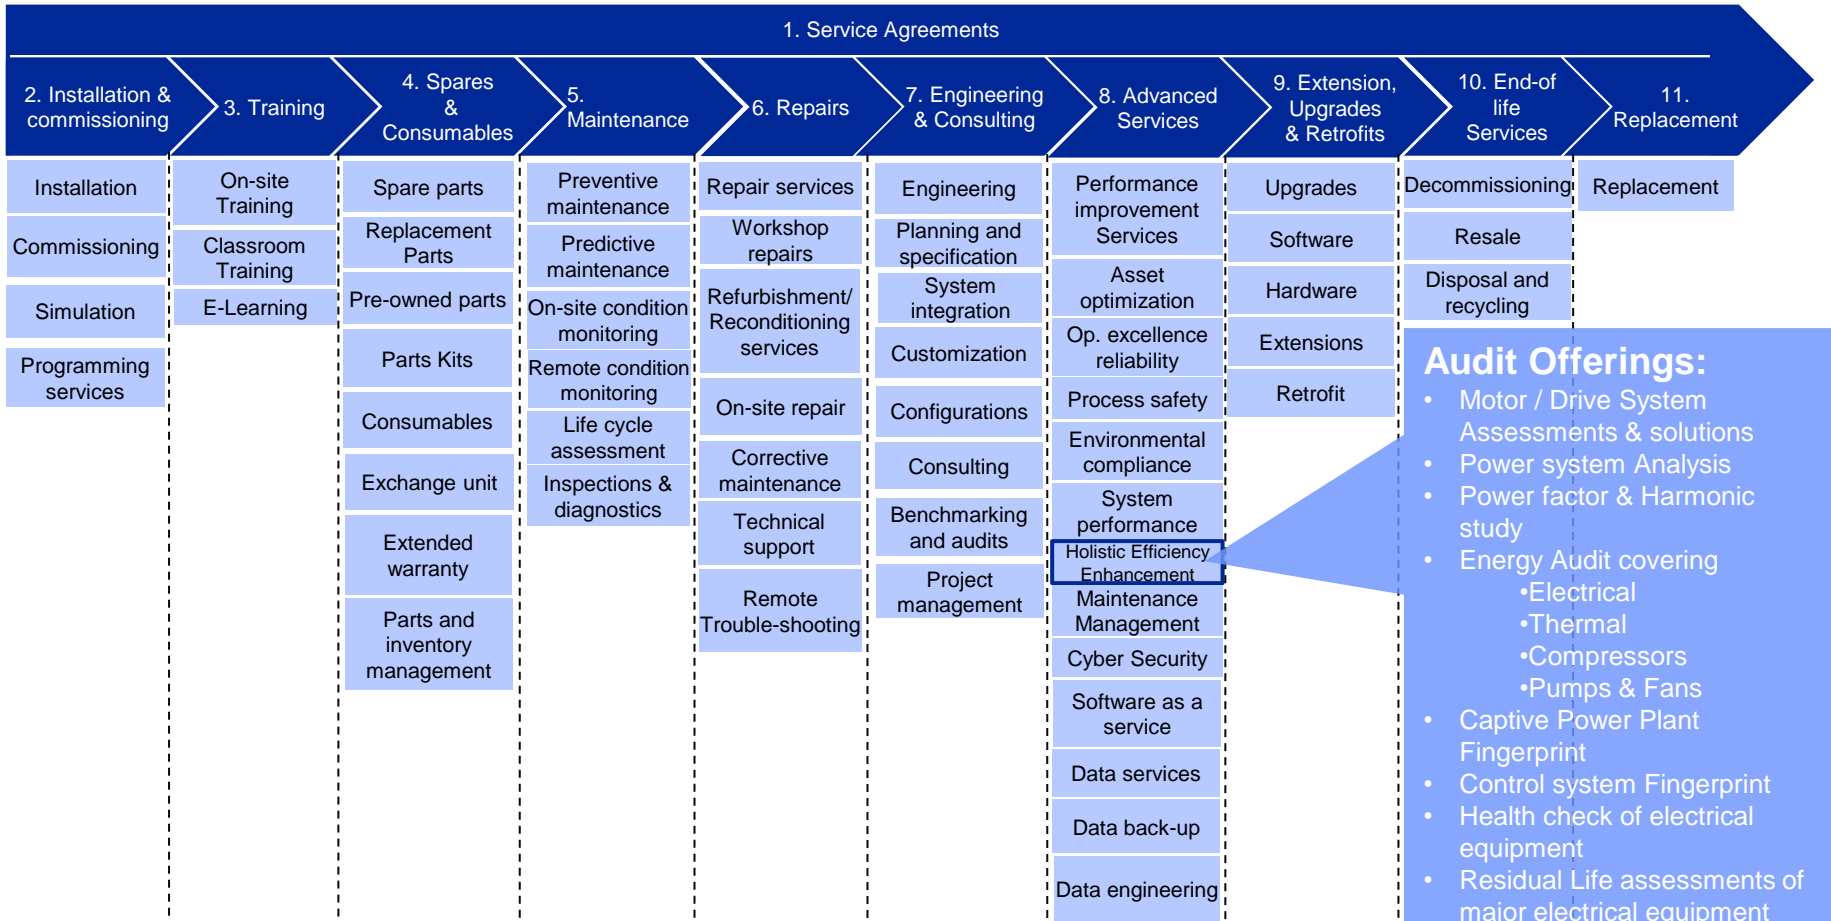 1. Service Agreements
2. Installation &
commissioning
3. Training
4. Spares
&
Consumables
5.
Maintenance
6. Repairs
7. Engineering
& Consulting
8. Advanced
Services
9. Extension,
Upgrades
& Retrofits
10. End-of
life
Services
11.
Replacement
Installation
Commissioning
Simulation
Programming
services
On-site
Training
Classroom
Training
E-Learning
Spare parts
Replacement
Parts
Pre-owned parts
Parts Kits
Consumables
Exchange unit
Extended
warranty
Parts and
inventory
management
Preventive
maintenance
Predictive
maintenance
On-site condition
monitoring
Remote condition
monitoring
Life cycle
assessment
Inspections &
diagnostics
Repair services
Workshop
repairs
Refurbishment/
Reconditioning
services
On-site repair
Corrective
maintenance
Technical
support
Remote
Trouble-shooting
Engineering
Planning and
specification
System
integration
Customization
Configurations
Consulting
Benchmarking
and audits
Project
management
Performance
improvement
Services
Asset
optimization
Op. excellence
reliability
Process safety
Environmental
compliance
System
performance
Holistic Efficiency
Enhancement
Maintenance
Management
Cyber Security
Software as a
service
Data services
Data back-up
Data engineering
Upgrades
Software
Hardware
Extensions
Retrofit
Decommissioning
Resale
Disposal and
recycling
Replacement
Audit Offerings:
• Motor / Drive System
Assessments & solutions
• Power system Analysis
• Power factor & Harmonic
study
• Energy Audit covering
•Electrical
•Thermal
•Compressors
•Pumps & Fans
• Captive Power Plant
Fingerprint
• Control system Fingerprint
• Health check of electrical
equipment
• Residual Life assessments of
major electrical equipment